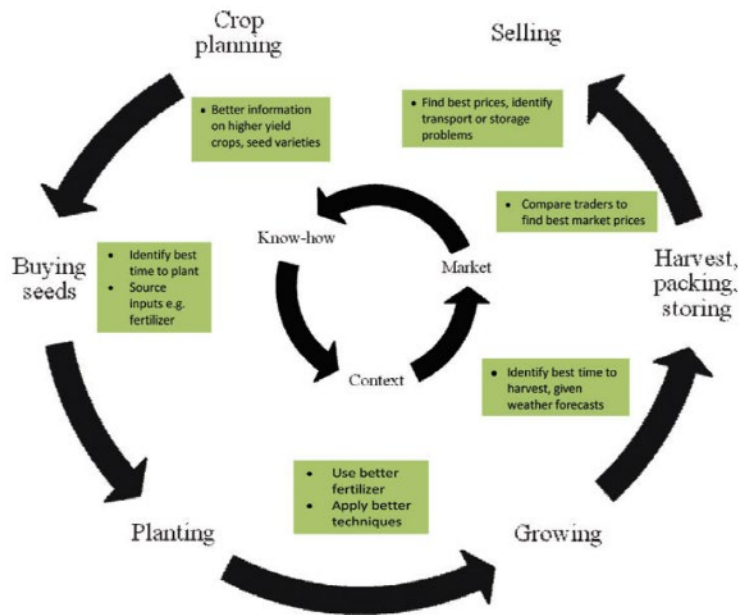 Crop
planning
Selling
• Better information
on higher yield
crops, seed varieties
• Find best prices, identify
transport or storage
problems
• Compare traders to
find best market prices
Know-how
Market
Context
Buying
seeds
• Identify best
time to plant
• Source
inputs e.g.
fertilizer
Harvest,
packing,
storing
• Identify best time to
harvest, given
weather forecasts
• Use better
fertilizer
• Apply better
techniques
Planting
Growing